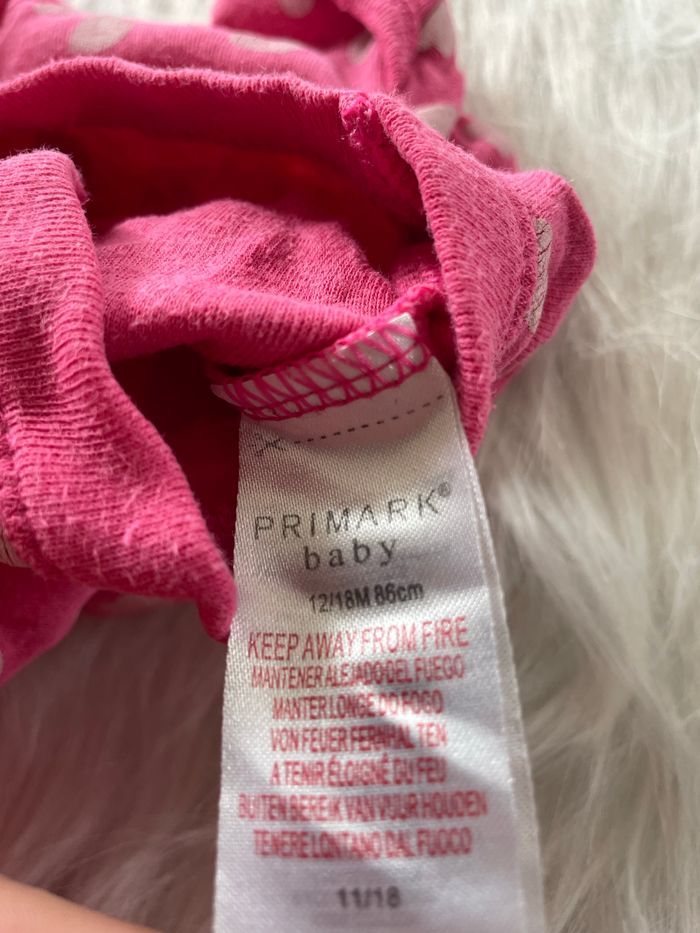 PRIMARK®
baby
12/18M 86cm
KEEP AWAY FROM FIRE
MANTENER ALEJADO DEL FUEGO
MANTER LONGE DO FOGO
VON FEUER FERNHALTEN
A TENIR ÉLOIGNÉ DU FEU
BUITEN BEREIK VAN VUUR HOUDEN
TENERE LONTANO DAL FUOCO
11/18